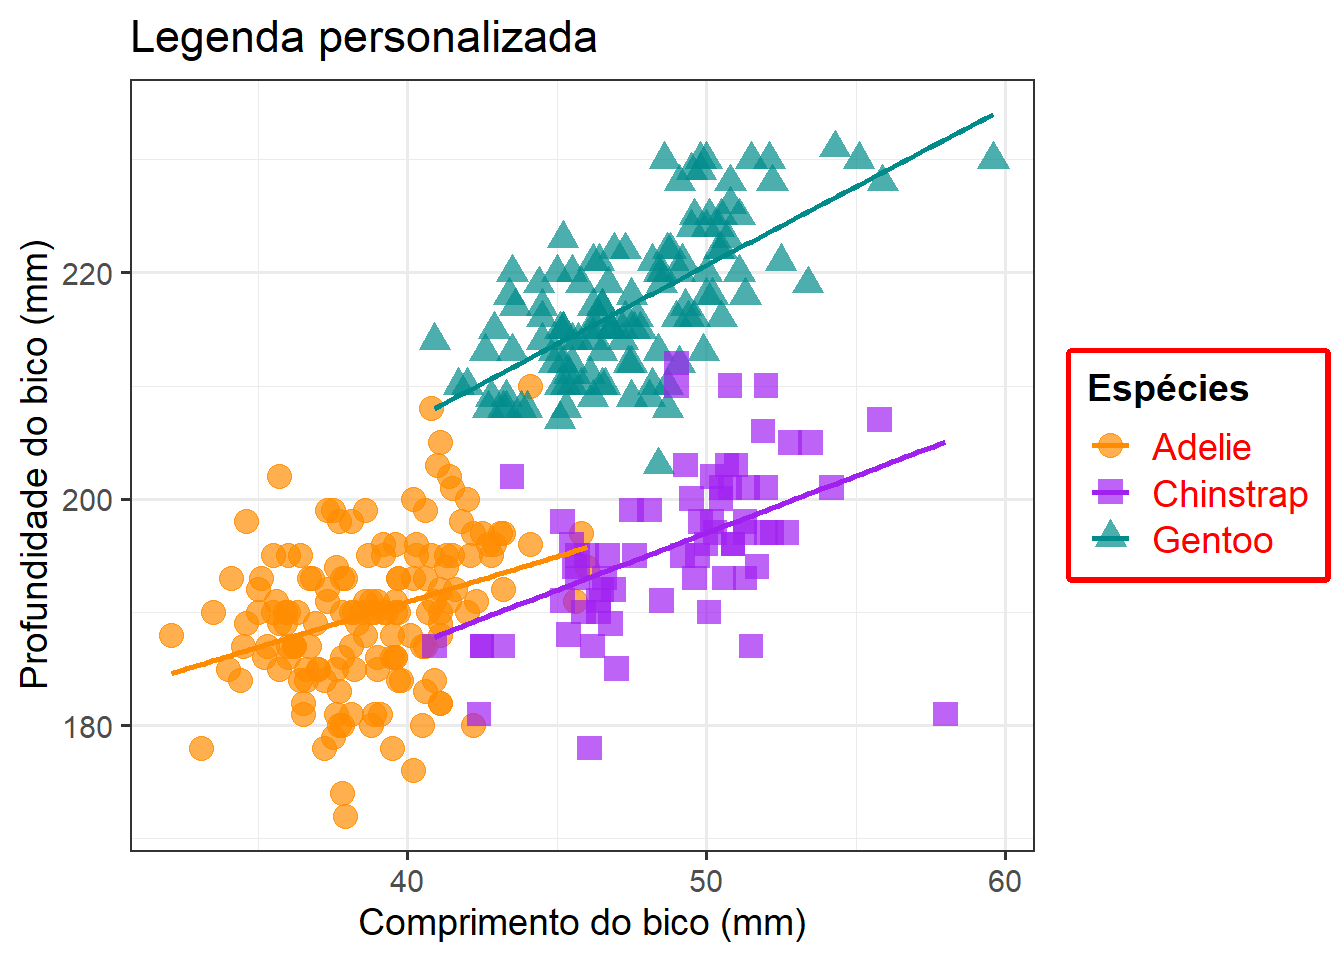 Legenda personalizada
Profundidade do bico (mm)
220
200
180
40
50
60
Comprimento do bico (mm)
Espécies
Adelie
Chinstrap
Gentoo